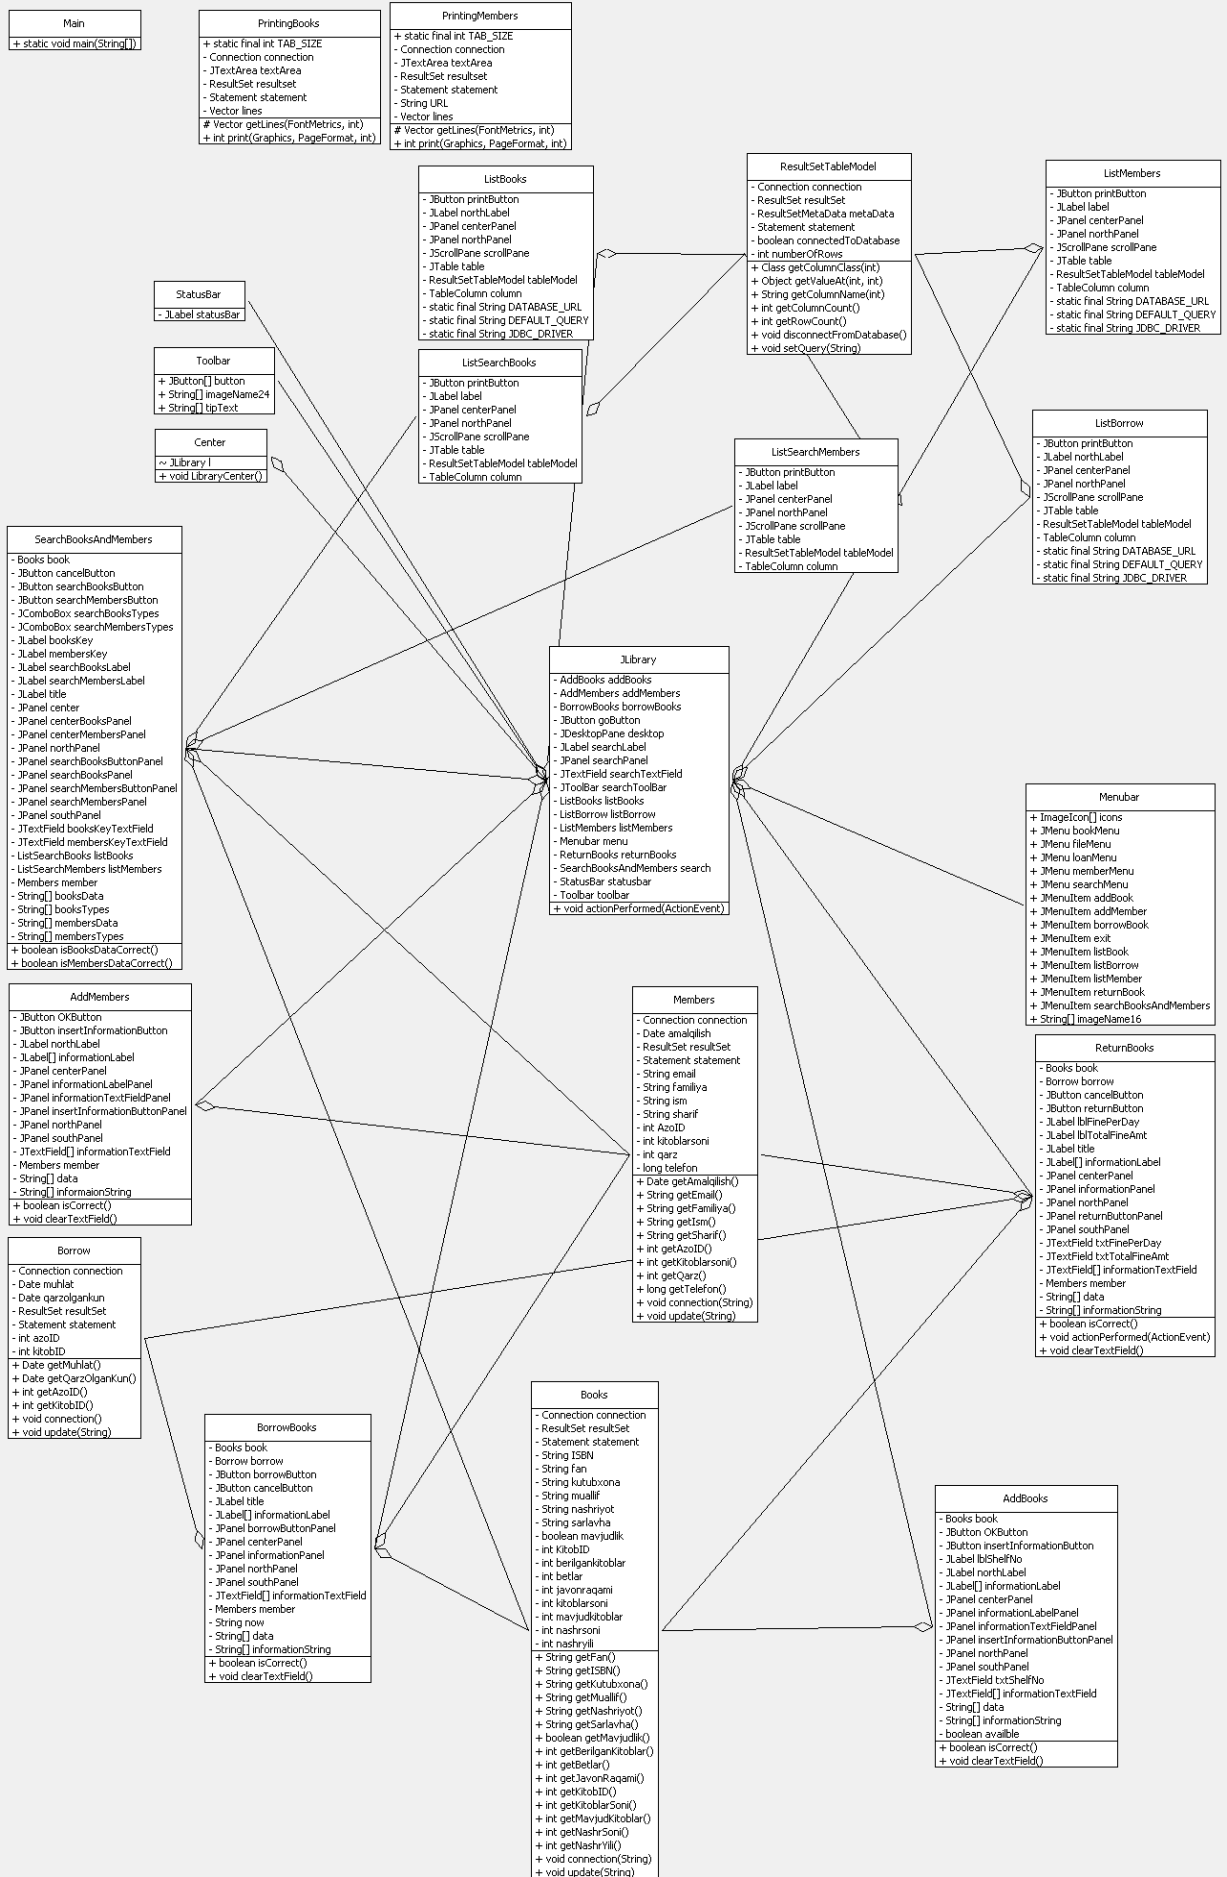 Main
+ static void main(String[])
PrintingBooks
+ static final int TAB_SIZE
- Connection connection
- JTextArea textArea
- ResultSet resultset
- Statement statement
- Vector lines
# Vector getLines(FontMetrics, int)
+ int print(Graphics, PageFormat, int)
PrintingMembers
+ static final int TAB_SIZE
- Connection connection
- JTextArea textArea
- ResultSet resultset
- Statement statement
- String URL
- Vector lines
# Vector getLines(FontMetrics, int)
+ int print(Graphics, PageFormat, int)
ListBooks
- JButton printButton
- JLabel northLabel
- JPanel centerPanel
- JPanel northPanel
- JScrollPane scrollPane
- JTable table
- ResultSetTableModel tableModel
- TableColumn column
- static final String DATABASE_URL
- static final String DEFAULT_QUERY
- static final String JDBC_DRIVER
ResultSetTableModel
- Connection connection
- ResultSet resultSet
- ResultSetMetaData metaData
- Statement statement
- boolean connectedToDatabase
- int numberOfRows
+ Class getColumnClass(int)
+ Object getValueAt(int, int)
+ String getColumnName(int)
+ int getColumnCount()
+ int getRowCount()
+ void disconnectFromDatabase()
+ void setQuery(String)
ListMembers
- JButton printButton
- JLabel label
- JPanel centerPanel
- JPanel northPanel
- JScrollPane scrollPane
- JTable table
- ResultSetTableModel tableModel
- TableColumn column
- static final String DATABASE_URL
- static final String DEFAULT_QUERY
- static final String JDBC_DRIVER
StatusBar
- JLabel statusBar
Toolbar
+ JButton[] button
+ String[] imageName24
+ String[] tipText
Center
~ JLibrary l
+ void LibraryCenter()
ListSearchBooks
- JButton printButton
- JLabel label
- JPanel centerPanel
- JPanel northPanel
- JScrollPane scrollPane
- JTable table
- ResultSetTableModel tableModel
- TableColumn column
ListSearchMembers
- JButton printButton
- JLabel label
- JPanel centerPanel
- JPanel northPanel
- JScrollPane scrollPane
- JTable table
- ResultSetTableModel tableModel
- TableColumn column
ListBorrow
- JButton printButton
- JLabel northLabel
- JPanel centerPanel
- JPanel northPanel
- JScrollPane scrollPane
- JTable table
- ResultSetTableModel tableModel
- TableColumn column
- static final String DATABASE_URL
- static final String DEFAULT_QUERY
- static final String JDBC_DRIVER
SearchBooksAndMembers
- Books book
- JButton cancelButton
- JButton searchBooksButton
- JButton searchMembersButton
- JComboBox searchBooksTypes
- JComboBox searchMembersTypes
- JLabel booksKey
- JLabel membersKey
- JLabel searchBooksLabel
- JLabel searchMembersLabel
- JLabel title
- JPanel center
- JPanel centerBooksPanel
- JPanel centerMembersPanel
- JPanel northPanel
- JPanel searchBooksButtonPanel
- JPanel searchBooksPanel
- JPanel searchMembersButtonPanel
- JPanel searchMembersPanel
- JPanel southPanel
- JTextField booksKeyTextField
- JTextField membersKeyTextField
- ListSearchBooks listBooks
- ListSearchMembers listMembers
- Members member
- String[] booksData
- String[] booksTypes
- String[] membersData
- String[] membersTypes
+ boolean isBooksDataCorrect()
+ boolean isMembersDataCorrect()
JLibrary
- AddBooks addBooks
- AddMembers addMembers
- BorrowBooks borrowBooks
- JButton goButton
- JDesktopPane desktop
- JLabel searchLabel
- JPanel searchPanel
- JTextField searchTextField
- JToolBar searchToolBar
- ListBooks listBooks
- ListBorrow listBorrow
- ListMembers listMembers
- Menubar menu
- ReturnBooks returnBooks
- SearchBooksAndMembers search
- StatusBar statusbar
- Toolbar toolbar
+ void actionPerformed(ActionEvent)
Menubar
+ ImageIcon[] icons
+ JMenu bookMenu
+ JMenu fileMenu
+ JMenu loanMenu
+ JMenu memberMenu
+ JMenu searchMenu
+ JMenuItem addBook
+ JMenuItem addMember
+ JMenuItem borrowBook
+ JMenuItem exit
+ JMenuItem listBook
+ JMenuItem listBorrow
+ JMenuItem listMember
+ JMenuItem returnBook
+ JMenuItem searchBooksAndMembers
+ String[] imageName16
AddMembers
- JButton OKButton
- JButton insertInformationButton
- JLabel northLabel
- JLabel[] informationLabel
- JPanel centerPanel
- JPanel informationLabelPanel
- JPanel informationTextFieldPanel
- JPanel insertInformationButtonPanel
- JPanel northPanel
- JPanel southPanel
- JTextField[] informationTextField
- Members member
- String[] data
- String[] informaionString
+ boolean isCorrect()
+ void clearTextField()
Members
- Connection connection
- Date amalqilish
- ResultSet resultSet
- Statement statement
- String email
- String familiya
- String ism
- String sharif
- int AzoID
- int kitoblarsoni
- int qarz
- long telefon
+ Date getAmalqilish()
+ String getEmail()
+ String getFamiliya()
+ String getIsm()
+ String getSharif()
+ int getAzoID()
+ int getKitoblarsoni()
+ int getQarz()
+ long getTelefon()
+ void connection(String)
+ void update(String)
ReturnBooks
- Books book
- Borrow borrow
- JButton cancelButton
- JButton returnButton
- JLabel lblFinePerDay
- JLabel lblTotalFineAmt
- JLabel title
- JLabel[] informationLabel
- JPanel centerPanel
- JPanel informationPanel
- JPanel northPanel
- JPanel returnButtonPanel
- JPanel southPanel
- JTextField txtFinePerDay
- JTextField txtTotalFineAmt
- JTextField[] informationTextField
- Members member
- String[] data
- String[] informationString
+ boolean isCorrect()
+ void actionPerformed(ActionEvent)
+ void clearTextField()
Borrow
- Connection connection
- Date muhlat
- Date qarzolgankun
- ResultSet resultSet
- Statement statement
- int azoID
- int kitobID
+ Date getMuhlat()
+ Date getQarzOlganKun()
+ int getAzoID()
+ int getKitobID()
+ void connection()
+ void update(String)
BorrowBooks
- Books book
- Borrow borrow
- JButton borrowButton
- JButton cancelButton
- JLabel title
- JLabel[] informationLabel
- JPanel borrowButtonPanel
- JPanel centerPanel
- JPanel informationPanel
- JPanel northPanel
- JPanel southPanel
- JTextField[] informationTextField
- Members member
- String now
- String[] data
- String[] informationString
+ boolean isCorrect()
+ void clearTextField()
Books
- Connection connection
- ResultSet resultSet
- Statement statement
- String ISBN
- String fan
- String kutubxona
- String muallif
- String nashriyot
- String sarlavha
- boolean mavjudlik
- int KitobID
- int berilgankitoblar
- int betlar
- int javonraqami
- int kitoblarsoni
- int mavjudkitoblar
- int nashrsoni
- int nashryili
+ String getFan()
+ String getISBN()
+ String getKutubxona()
+ String getMuallif()
+ String getNashriyot()
+ String getSarlavha()
+ boolean getMavjudlik()
+ int getBerilganKitoblar()
+ int getBetlar()
+ int getJavonRaqami()
+ int getKitobID()
+ int getKitoblarSoni()
+ int getMavjudKitoblar()
+ int getNashrSoni()
+ int getNashrYili()
+ void connection(String)
+ void update(String)
AddBooks
- Books book
- JButton OKButton
- JButton insertInformationButton
- JLabel lblShelfNo
- JLabel northLabel
- JLabel[] informationLabel
- JPanel centerPanel
- JPanel informationLabelPanel
- JPanel informationTextFieldPanel
- JPanel insertInformationButtonPanel
- JPanel northPanel
- JPanel southPanel
- JTextField txtShelfNo
- JTextField[] informationTextField
- String[] data
- String[] informationString
- boolean availble
+ boolean isCorrect()
+ void clearTextField()